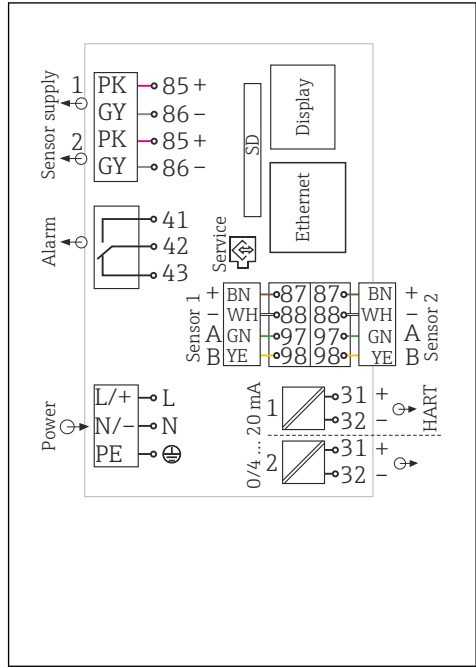 Sensor supply
1 PK 85 +
GY 86 -
2 PK 85 +
GY 86 -
Display
SD
Ethernet
Service
Alarm
41
42
43
Sensor 1
+ BN 87 87 BN +
- WH 88 88 WH -
A GN 97 97 GN A
B YE 98 98 YE B
Sensor 2
Power
L/+ L
N/- N
PE
0/4 ... 20 mA
1 31 +
32 -
HART
2 31 +
32 -